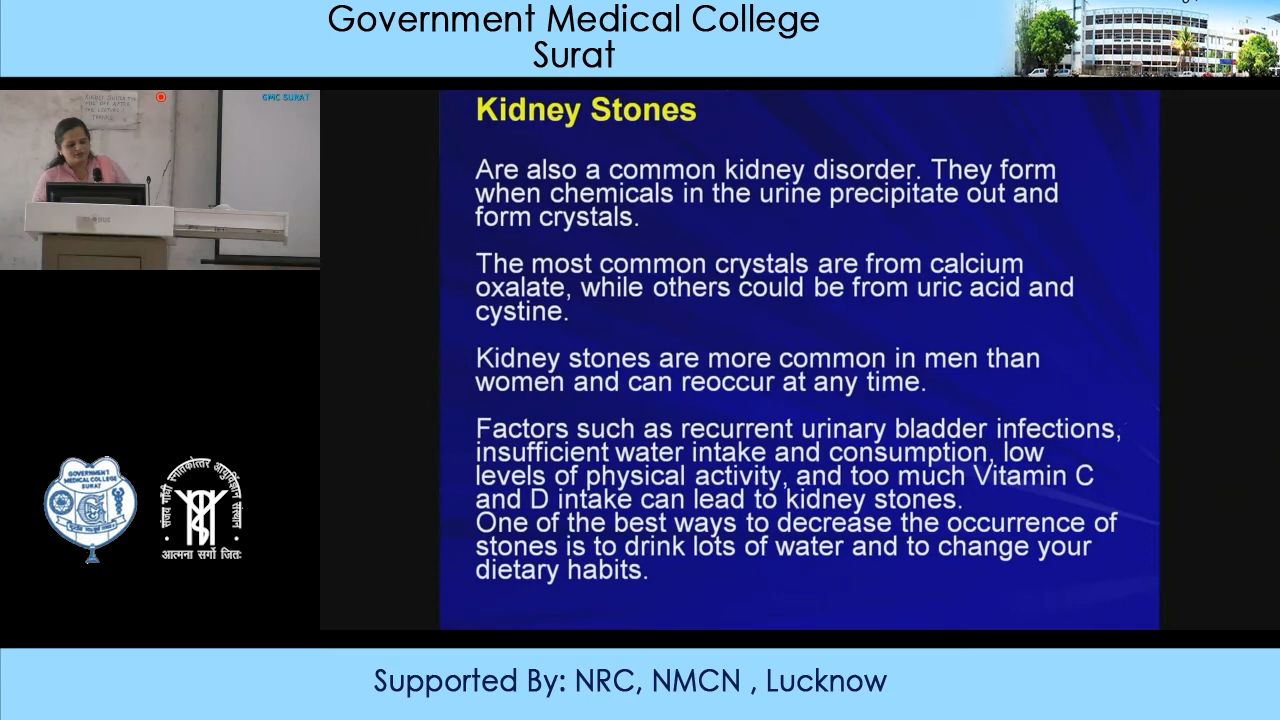 Government Medical College
Surat
GMC SURAT
Kidney Stones
Are also a common kidney disorder. They form
when chemicals in the urine precipitate out and
form crystals.
The most common crystals are from calcium
oxalate, while others could be from uric acid and
cystine.
Kidney stones are more common in men than
women and can reoccur at any time.
Factors such as recurrent urinary bladder infections,
insufficient water intake and consumption, low
levels of physical activity, and too much Vitamin C
and D intake can lead to kidney stones.
One of the best ways to decrease the occurrence of
stones is to drink lots of water and to change your
dietary habits.
GOVERNMENT
MEDICAL COLLEGE
SURAT
संजय गांधी स्नातकोत्तर आयुर्विज्ञान संस्थान
आत्मना सर्गो जितः
Supported By: NRC, NMCN , Lucknow